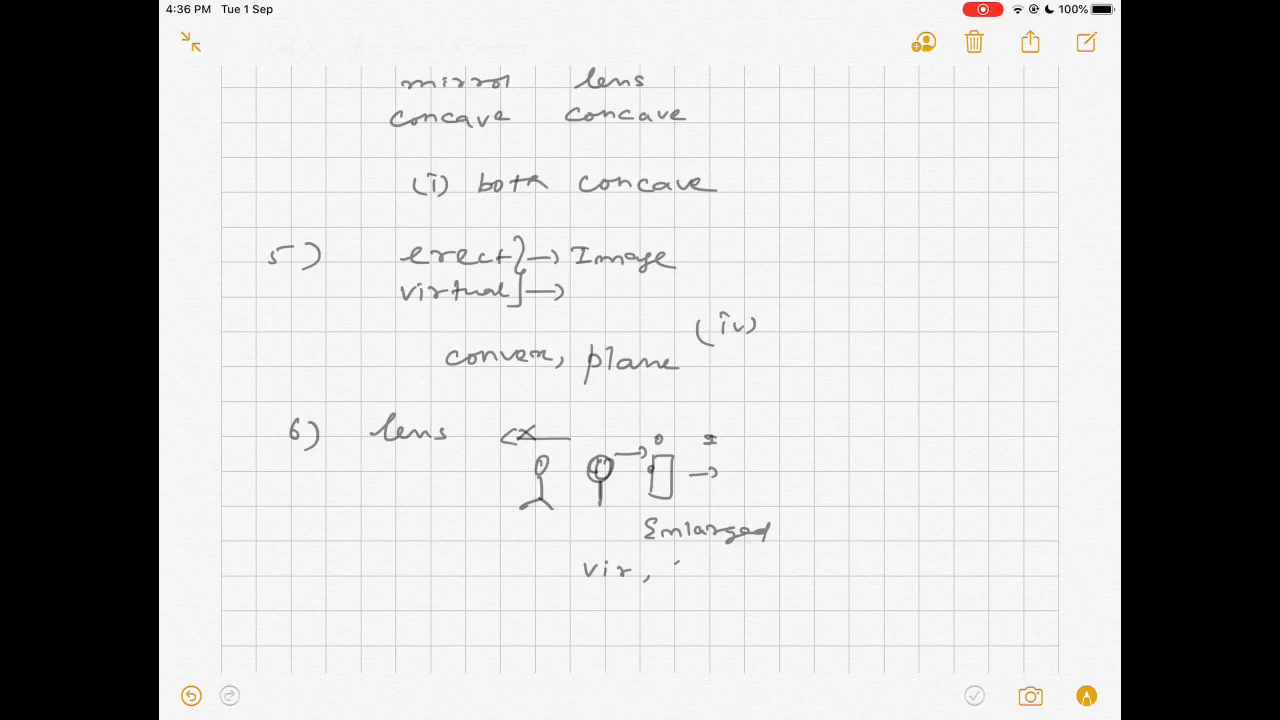 4:36 PM Tue 1 Sep 100%
mirror lens
concave concave
(i) both concave
5) erect } → Image
virtual ] →
(iv)
convex, plane
6) lens
O I
Enlarged
vir,